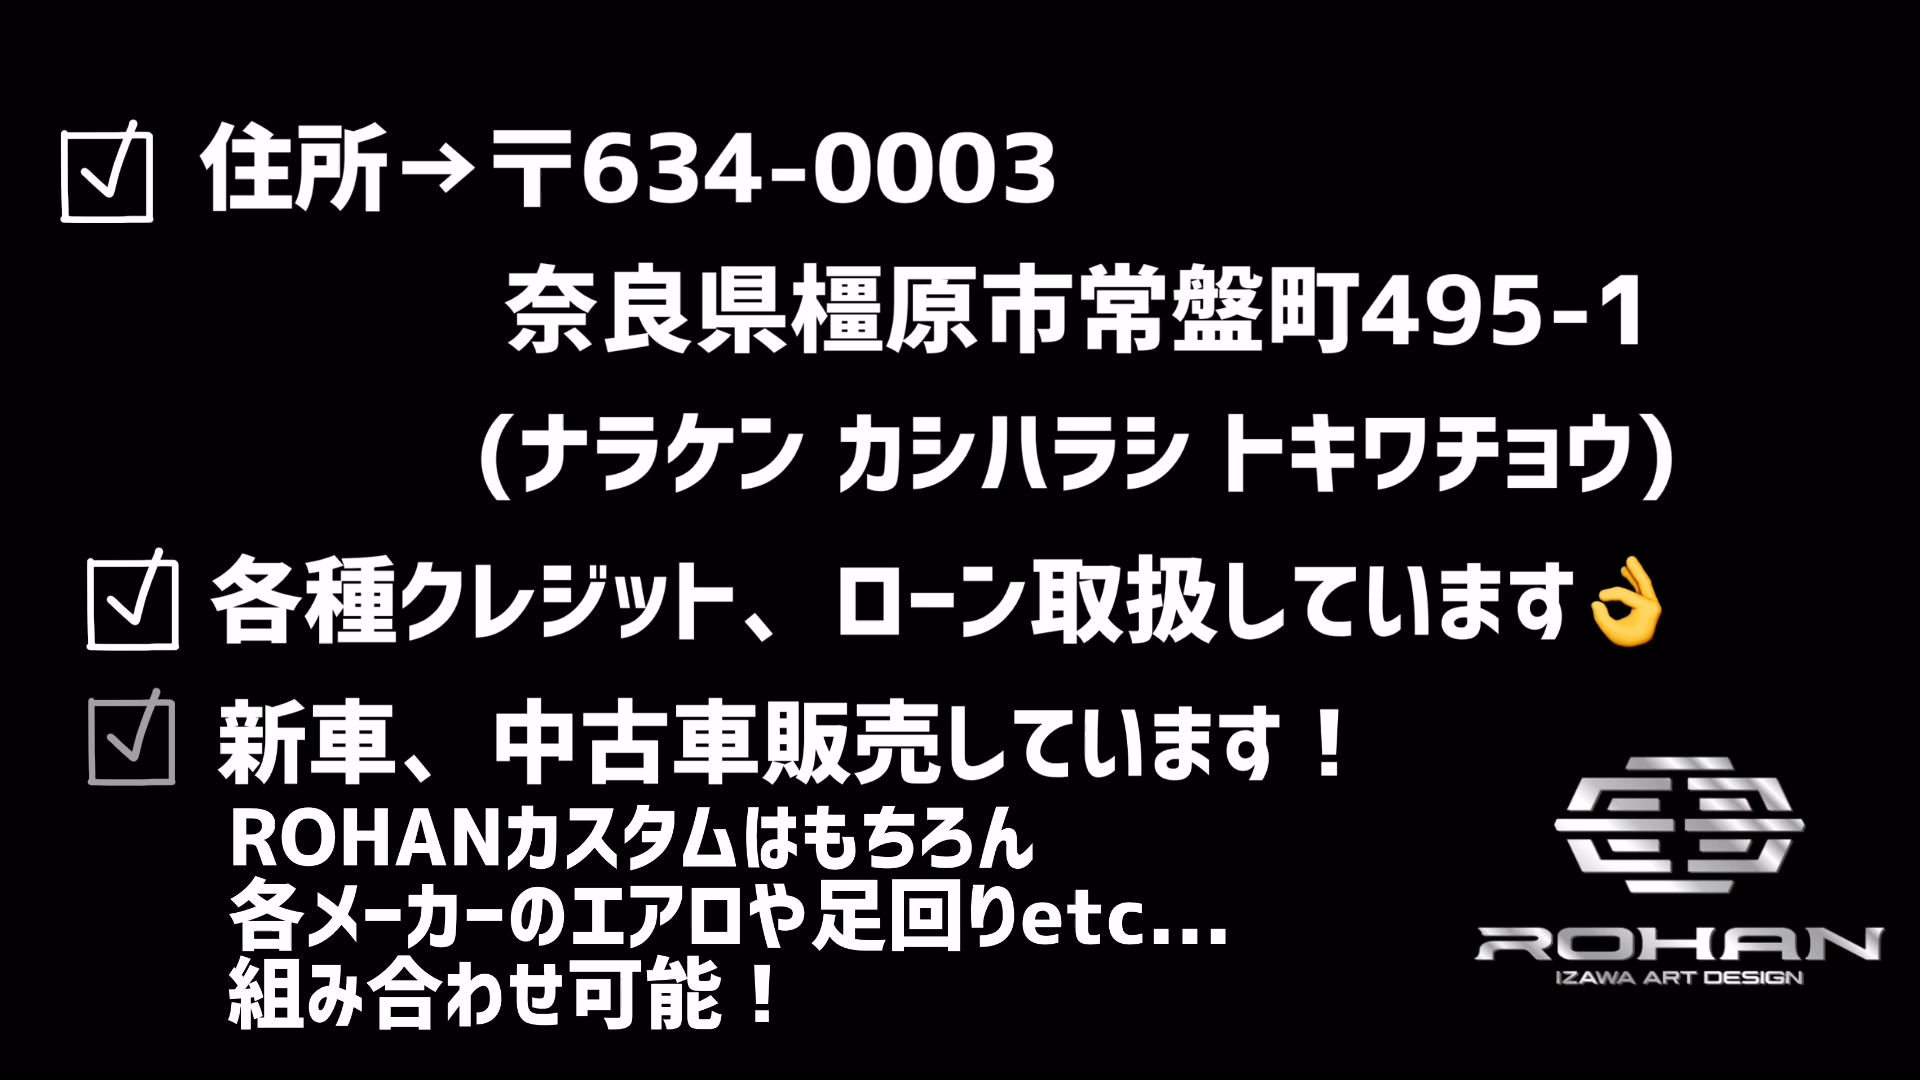 住所→〒634-0003
奈良県橿原市常盤町495-1
(ナラケン カシハラシ トキワチョウ)
各種クレジット、ローン取扱しています👌
新車、中古車販売しています！
ROHANカスタムはもちろん
各メーカーのエアロや足回りetc...
組み合わせ可能！
ROHAN
IZAWA ART DESIGN